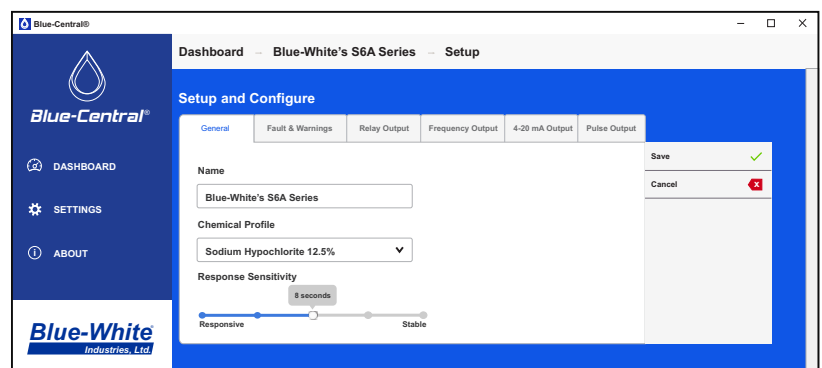 Blue-Central®
Dashboard – Blue-White's S6A Series – Setup
Blue-Central®
DASHBOARD
SETTINGS
ABOUT
Blue-White®
Industries, Ltd.
Setup and Configure
General
Fault & Warnings
Relay Output
Frequency Output
4-20 mA Output
Pulse Output
Name
Blue-White's S6A Series
Chemical Profile
Sodium Hypochlorite 12.5%
Response Sensitivity
8 seconds
Responsive
Stable
Save
Cancel
X